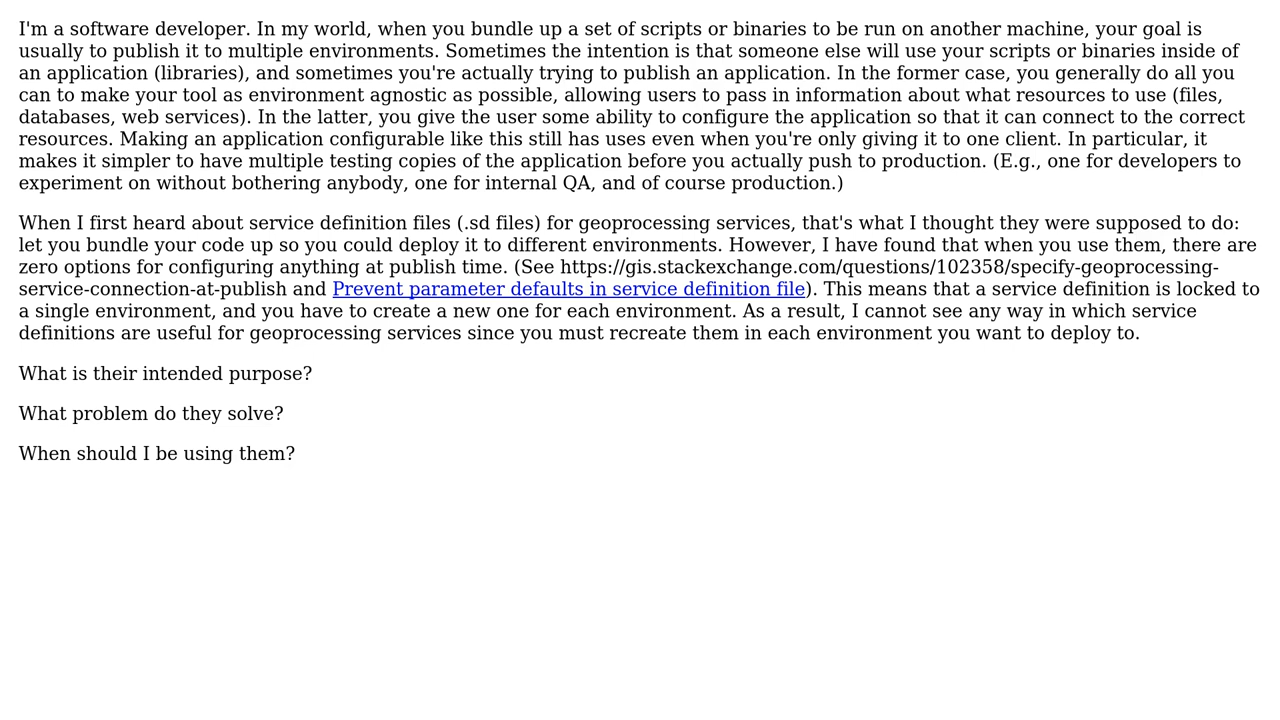 I'm a software developer. In my world, when you bundle up a set of scripts or binaries to be run on another machine, your goal is
usually to publish it to multiple environments. Sometimes the intention is that someone else will use your scripts or binaries inside of
an application (libraries), and sometimes you're actually trying to publish an application. In the former case, you generally do all you
can to make your tool as environment agnostic as possible, allowing users to pass in information about what resources to use (files,
databases, web services). In the latter, you give the user some ability to configure the application so that it can connect to the correct
resources. Making an application configurable like this still has uses even when you're only giving it to one client. In particular, it
makes it simpler to have multiple testing copies of the application before you actually push to production. (E.g., one for developers to
experiment on without bothering anybody, one for internal QA, and of course production.)
When I first heard about service definition files (.sd files) for geoprocessing services, that's what I thought they were supposed to do:
let you bundle your code up so you could deploy it to different environments. However, I have found that when you use them, there are
zero options for configuring anything at publish time. (See https://gis.stackexchange.com/questions/102358/specify-geoprocessing-
service-connection-at-publish and Prevent parameter defaults in service definition file). This means that a service definition is locked to
a single environment, and you have to create a new one for each environment. As a result, I cannot see any way in which service
definitions are useful for geoprocessing services since you must recreate them in each environment you want to deploy to.
What is their intended purpose?
What problem do they solve?
When should I be using them?